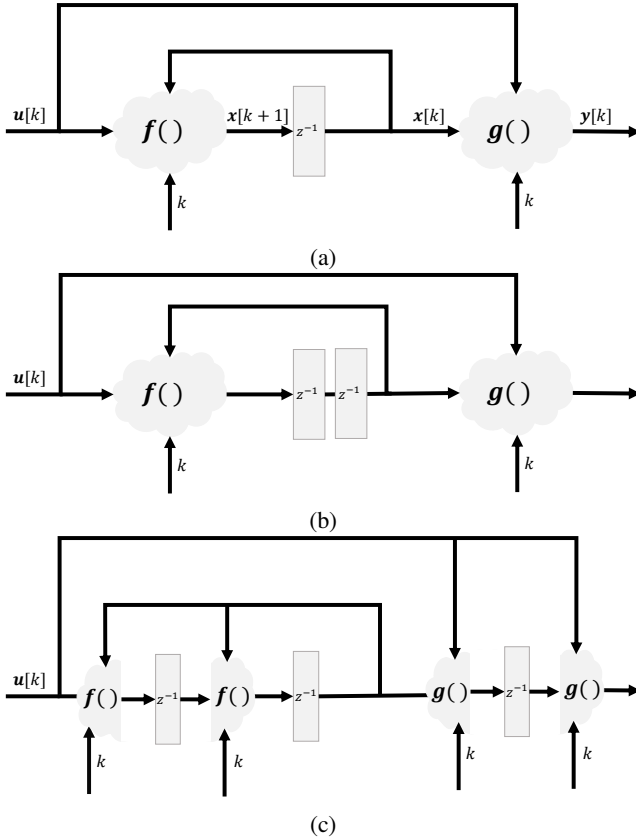 u[k]
f( )
x[k + 1]
z⁻¹
x[k]
g( )
y[k]
k
k
(a)
u[k]
f( )
z⁻¹
z⁻¹
g( )
k
k
(b)
u[k]
f( )
z⁻¹
f( )
z⁻¹
g( )
z⁻¹
g( )
k
k
k
k
(c)